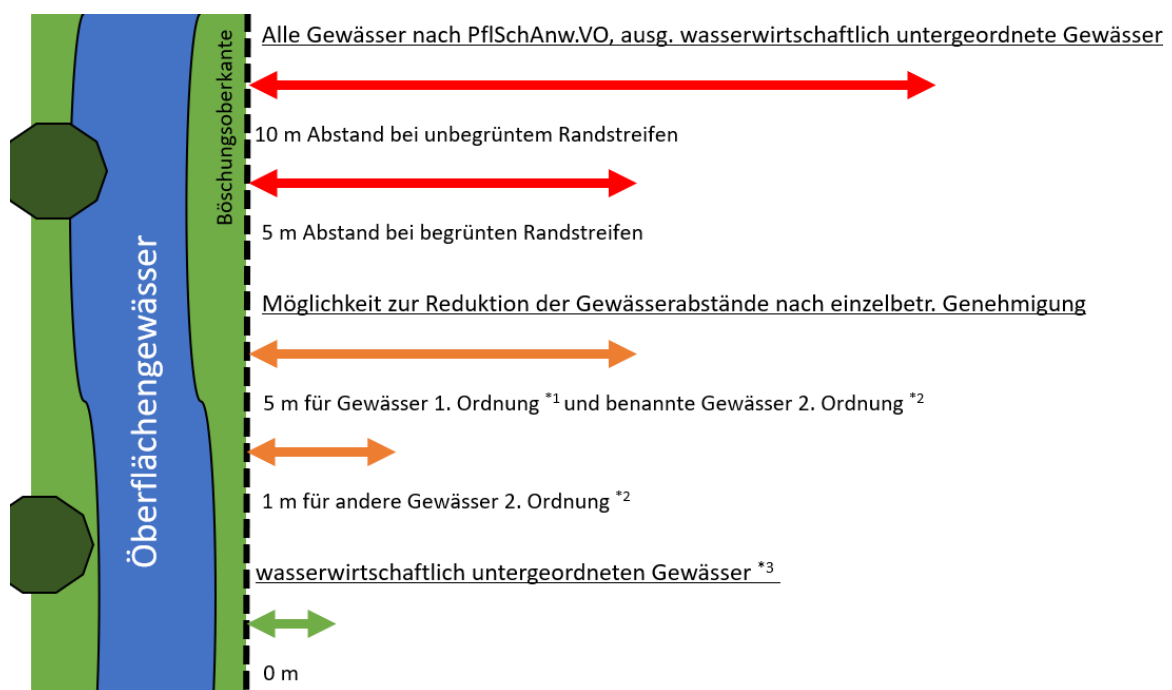 Alle Gewässer nach PflSchAnw.VO, ausg. wasserwirtschaftlich untergeordnete Gewässer
Böschungsoberkante
10 m Abstand bei unbegrüntem Randstreifen
5 m Abstand bei begrünten Randstreifen
Öberflächengewässer
Möglichkeit zur Reduktion der Gewässerabstände nach einzelbetr. Genehmigung
5 m für Gewässer 1. Ordnung *1 und benannte Gewässer 2. Ordnung *2
1 m für andere Gewässer 2. Ordnung *2
wasserwirtschaftlich untergeordneten Gewässer *3
0 m